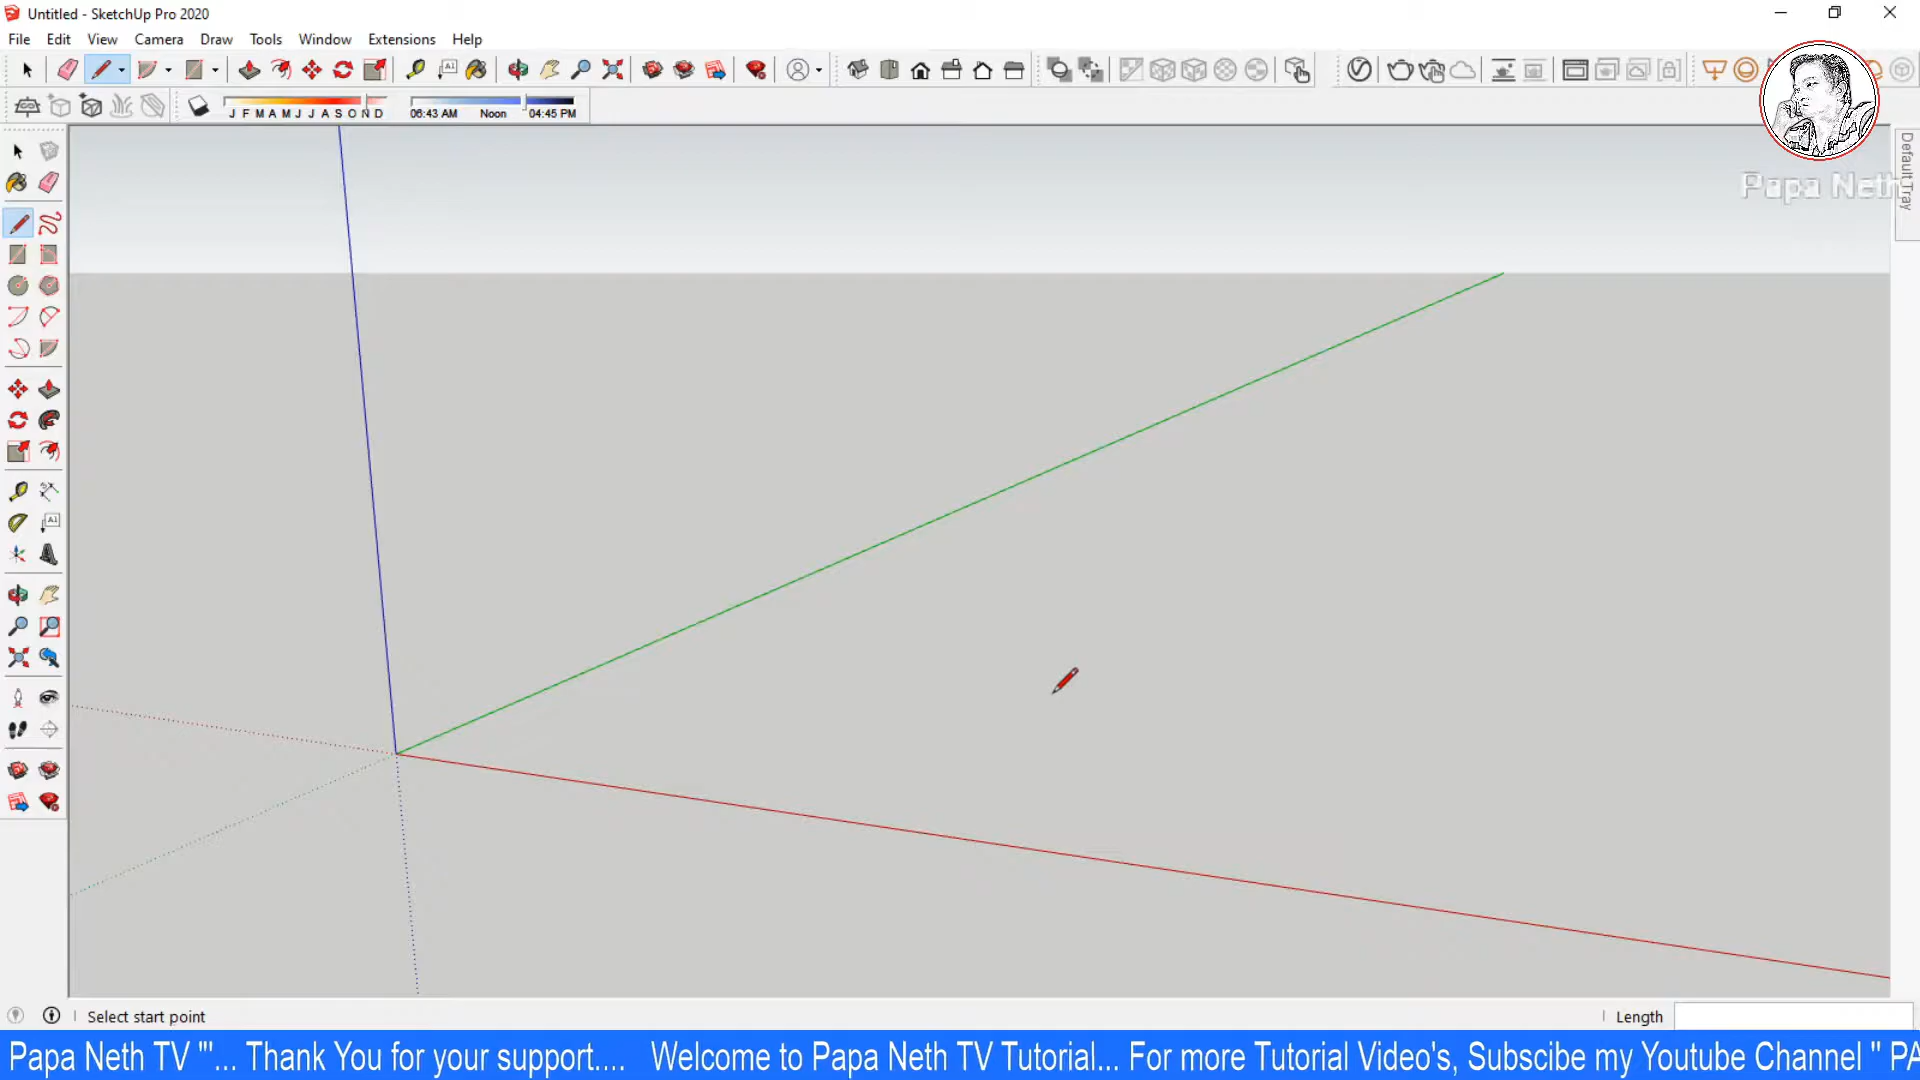 Untitled - SketchUp Pro 2020
File Edit View Camera Draw Tools Window Extensions Help
J F M A M J J A S O N D
06:43 AM Noon 04:45 PM
Default Tray
Papa Neth
Select start point
Length
Papa Neth TV "'... Thank You for your support.... Welcome to Papa Neth TV Tutorial... For more Tutorial Video's, Subscibe my Youtube Channel " PA